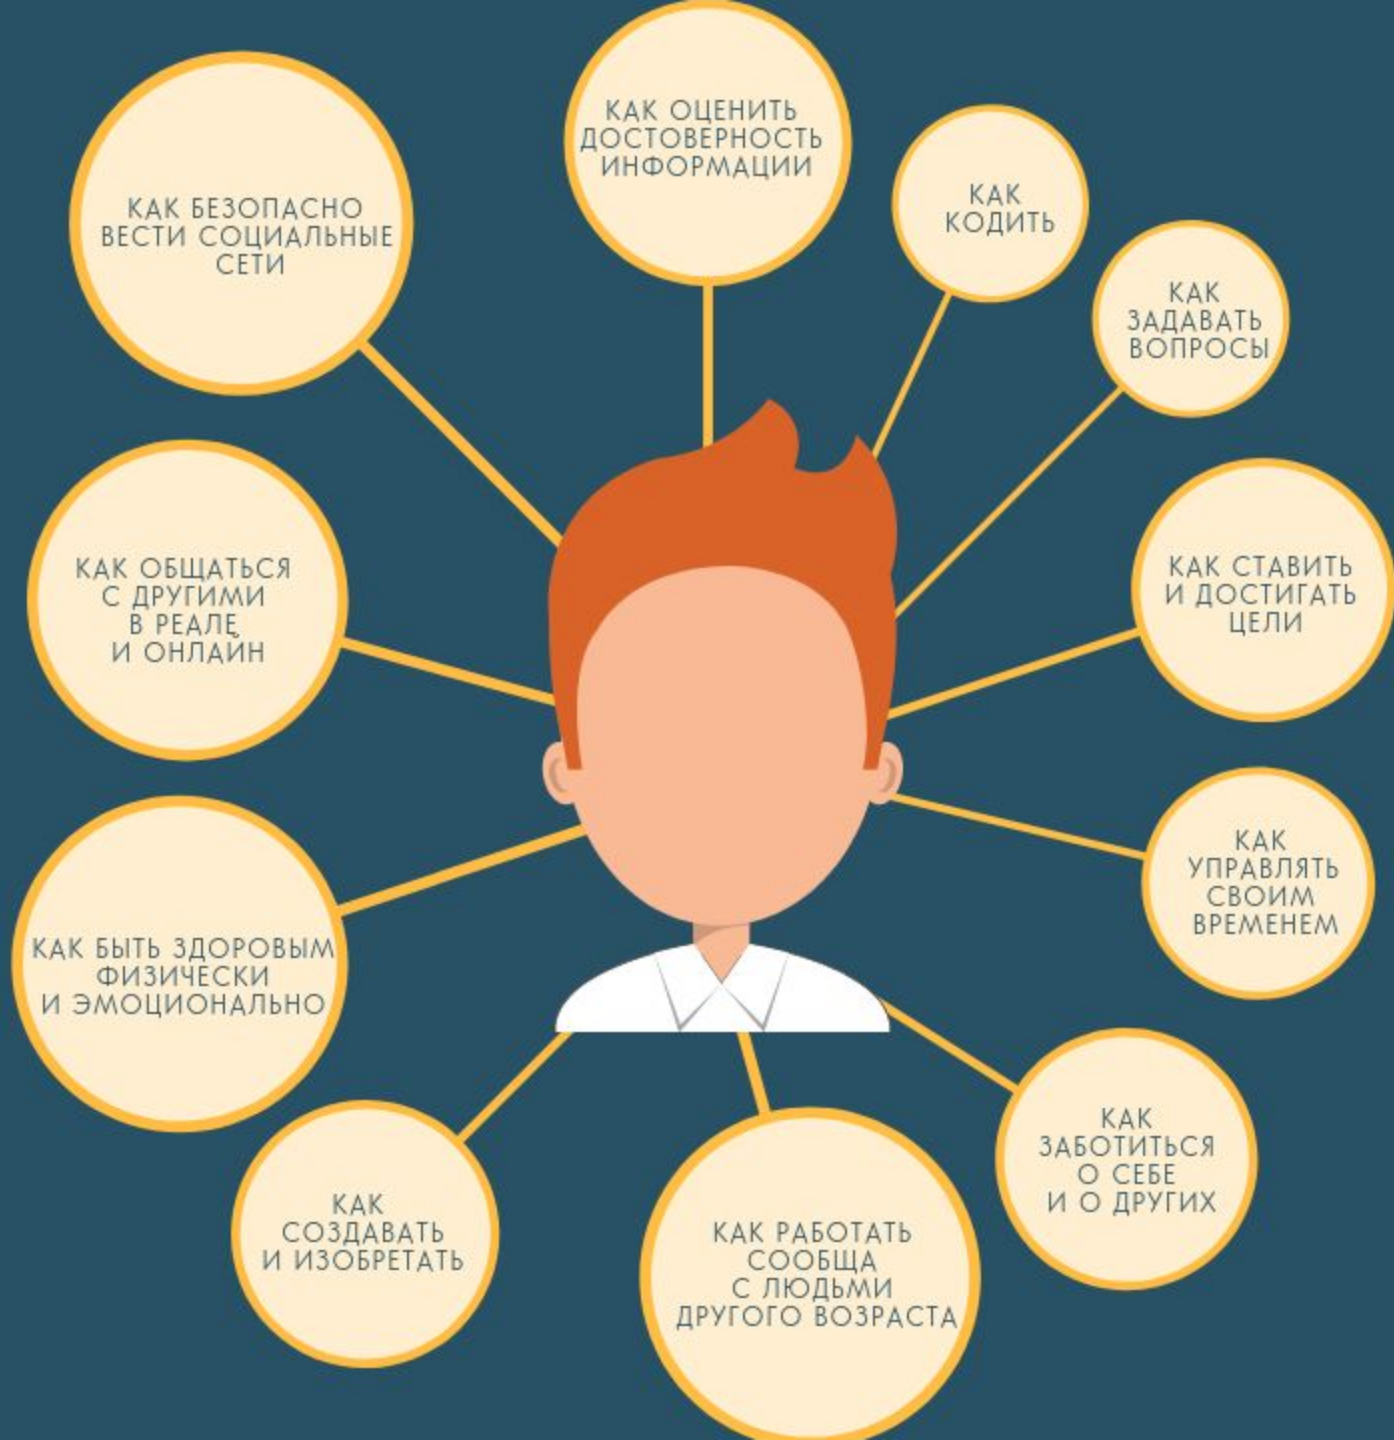 КАК БЕЗОПАСНО
ВЕСТИ СОЦИАЛЬНЫЕ
СЕТИ
КАК ОЦЕНИТЬ
ДОСТОВЕРНОСТЬ
ИНФОРМАЦИИ
КАК
КОДИТЬ
КАК
ЗАДАВАТЬ
ВОПРОСЫ
КАК СТАВИТЬ
И ДОСТИГАТЬ
ЦЕЛИ
КАК
УПРАВЛЯТЬ
СВОИМ
ВРЕМЕНЕМ
КАК
ЗАБОТИТЬСЯ
О СЕБЕ
И О ДРУГИХ
КАК РАБОТАТЬ
СООБЩА
С ЛЮДЬМИ
ДРУГОГО ВОЗРАСТА
КАК
СОЗДАВАТЬ
И ИЗОБРЕТАТЬ
КАК БЫТЬ ЗДОРОВЫМ
ФИЗИЧЕСКИ
И ЭМОЦИОНАЛЬНО
КАК ОБЩАТЬСЯ
С ДРУГИМИ
В РЕАЛЕ
И ОНЛАЙН